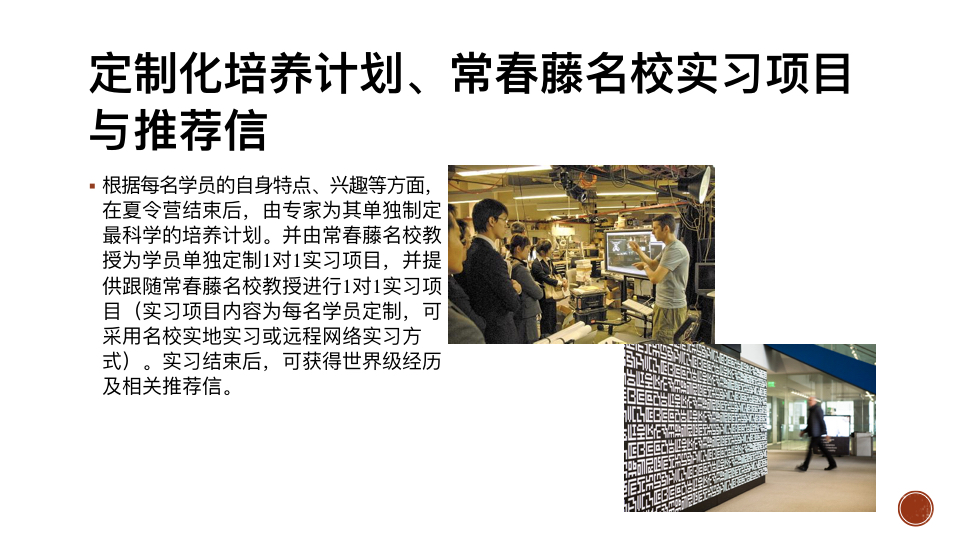 定制化培养计划、常春藤名校实习项目
与推荐信
根据每名学员的自身特点、兴趣等方面，
在夏令营结束后，由专家为其单独制定
最科学的培养计划。并由常春藤名校教
授为学员单独定制1对1实习项目，并提
供跟随常春藤名校教授进行1对1实习项
目（实习项目内容为每名学员定制，可
采用名校实地实习或远程网络实习方
式）。实习结束后，可获得世界级经历
及相关推荐信。